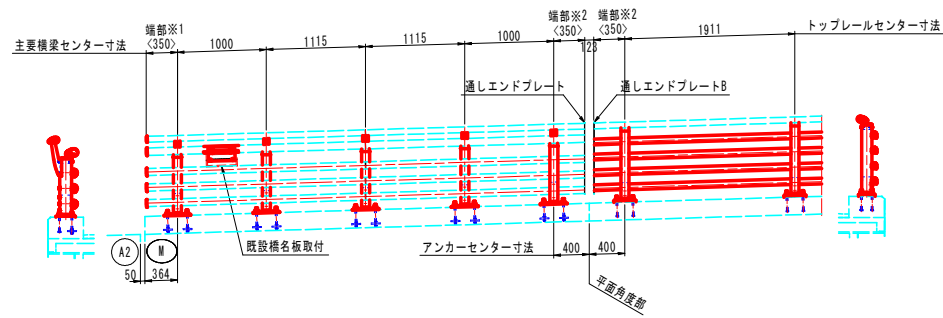 端部※1
〈350〉
端部※2
〈350〉
端部※2
〈350〉
主要横梁センター寸法
1000
1115
1115
1000
123
1911
トップレールセンター寸法
通しエンドプレート
通しエンドプレートB
既設橋名板取付
アンカーセンター寸法
400
400
A2
M
50
364
平面角度部